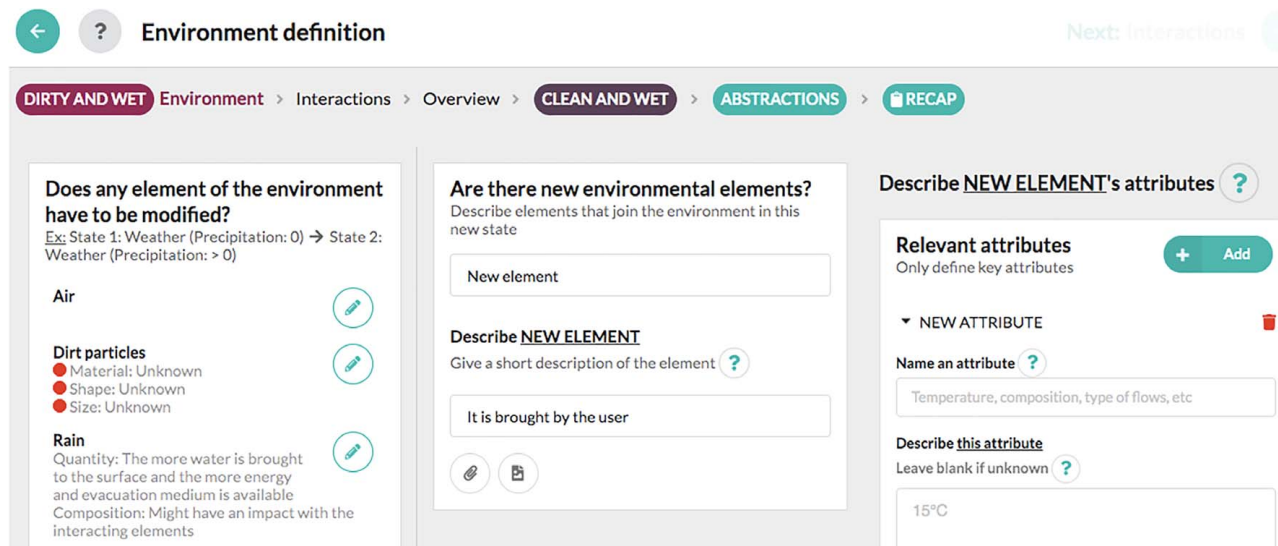 Environment definition
Next: Interactions
DIRTY AND WET Environment > Interactions > Overview > CLEAN AND WET > ABSTRACTIONS > RECAP
Does any element of the environment
have to be modified?
Ex: State 1: Weather (Precipitation: 0) → State 2:
Weather (Precipitation: > 0)
Air
Dirt particles
Material: Unknown
Shape: Unknown
Size: Unknown
Rain
Quantity: The more water is brought
to the surface and the more energy
and evacuation medium is available
Composition: Might have an impact with the
interacting elements
Are there new environmental elements?
Describe elements that join the environment in this
new state
New element
Describe NEW ELEMENT
Give a short description of the element ?
It is brought by the user
Describe NEW ELEMENT's attributes ?
Relevant attributes
Only define key attributes
+ Add
NEW ATTRIBUTE
Name an attribute ?
Temperature, composition, type of flows, etc
Describe this attribute
Leave blank if unknown ?
15°C